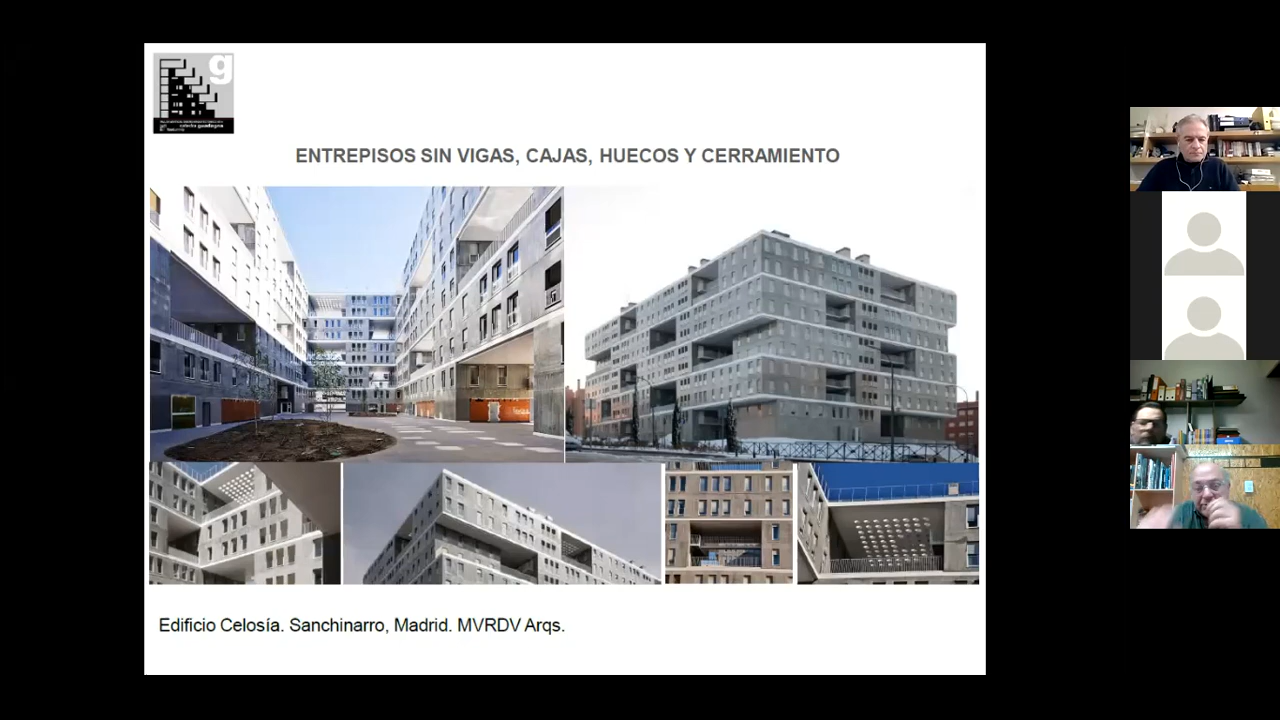 g
ENTREPISOS SIN VIGAS, CAJAS, HUECOS Y CERRAMIENTO
Edificio Celosía. Sanchinarro, Madrid. MVRDV Arqs.